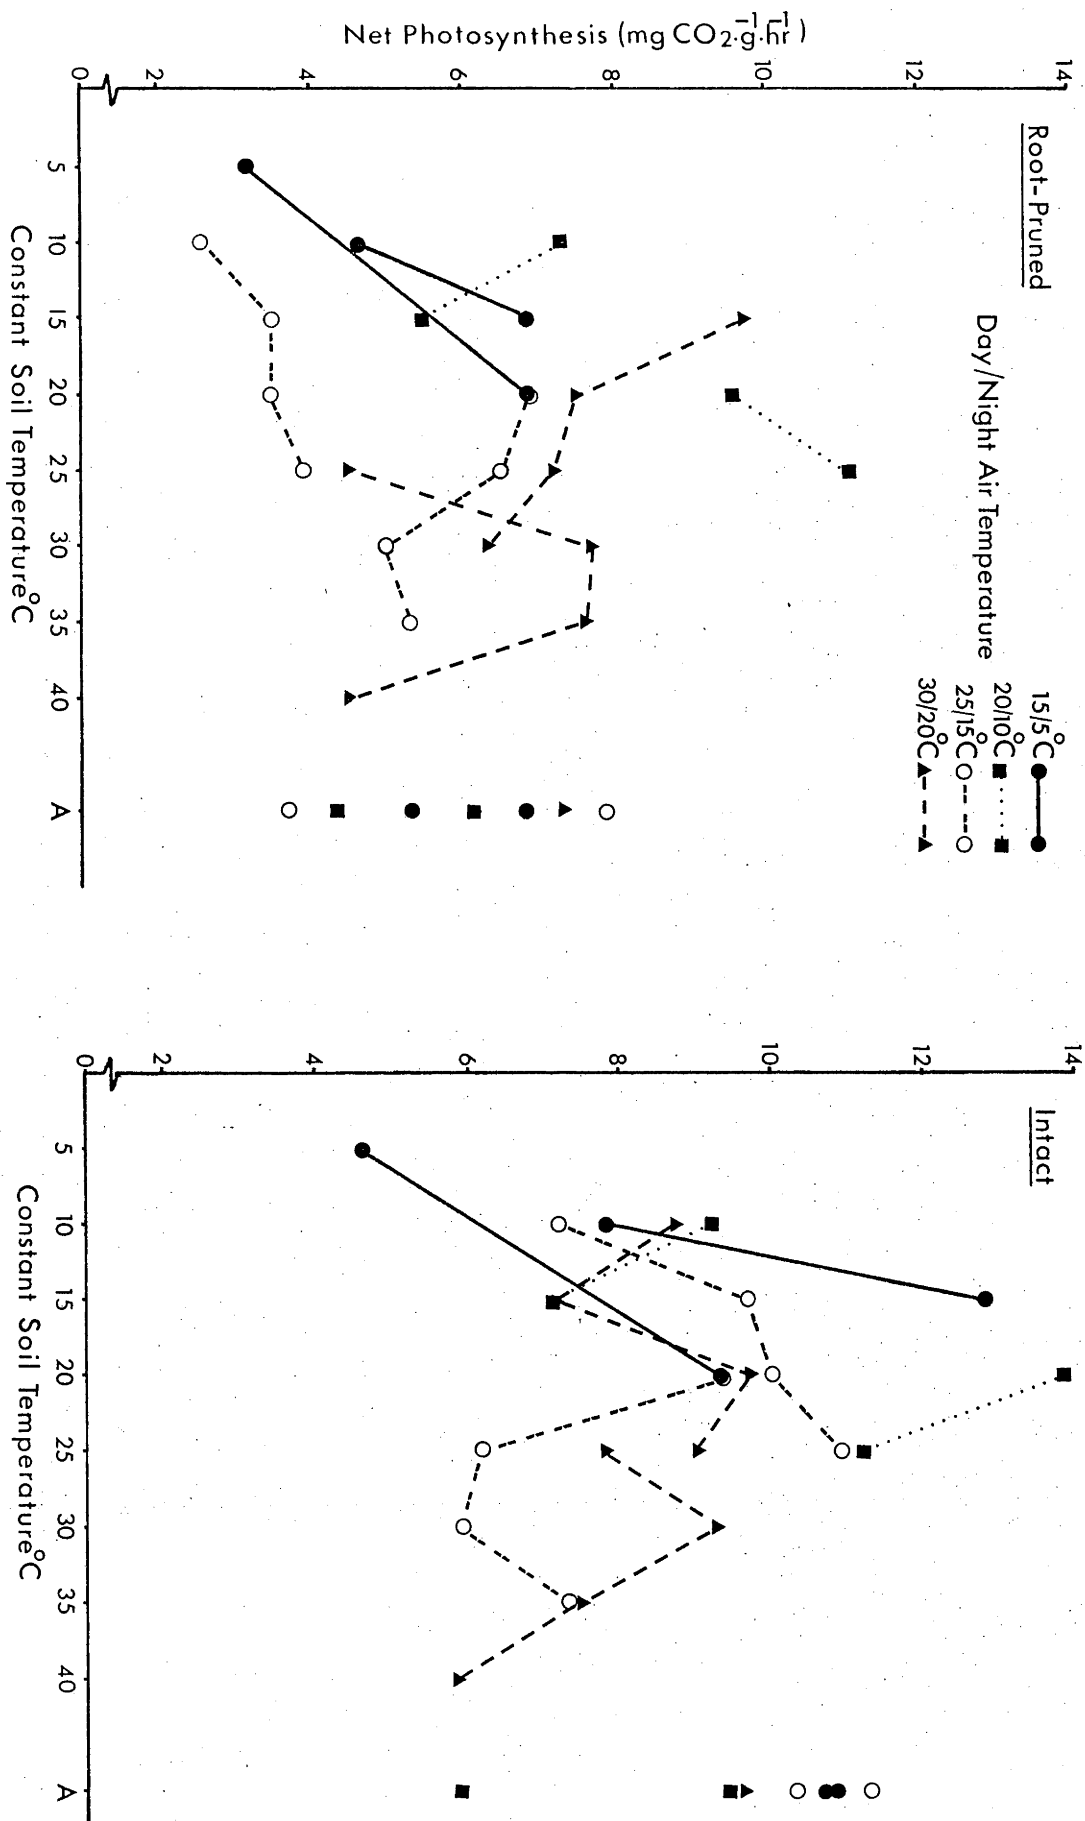 Net Photosynthesis (mg CO2·g⁻¹·hr⁻¹)
14
12
10
8
6
4
2
0
Root-Pruned
Day/Night Air Temperature
15/5°C
20/10°C
25/15°C
30/20°C
5
10
15
20
25
30
35
40
A
Constant Soil Temperature°C
14
12
10
8
6
4
2
0
Intact
5
10
15
20
25
30
35
40
A
Constant Soil Temperature°C